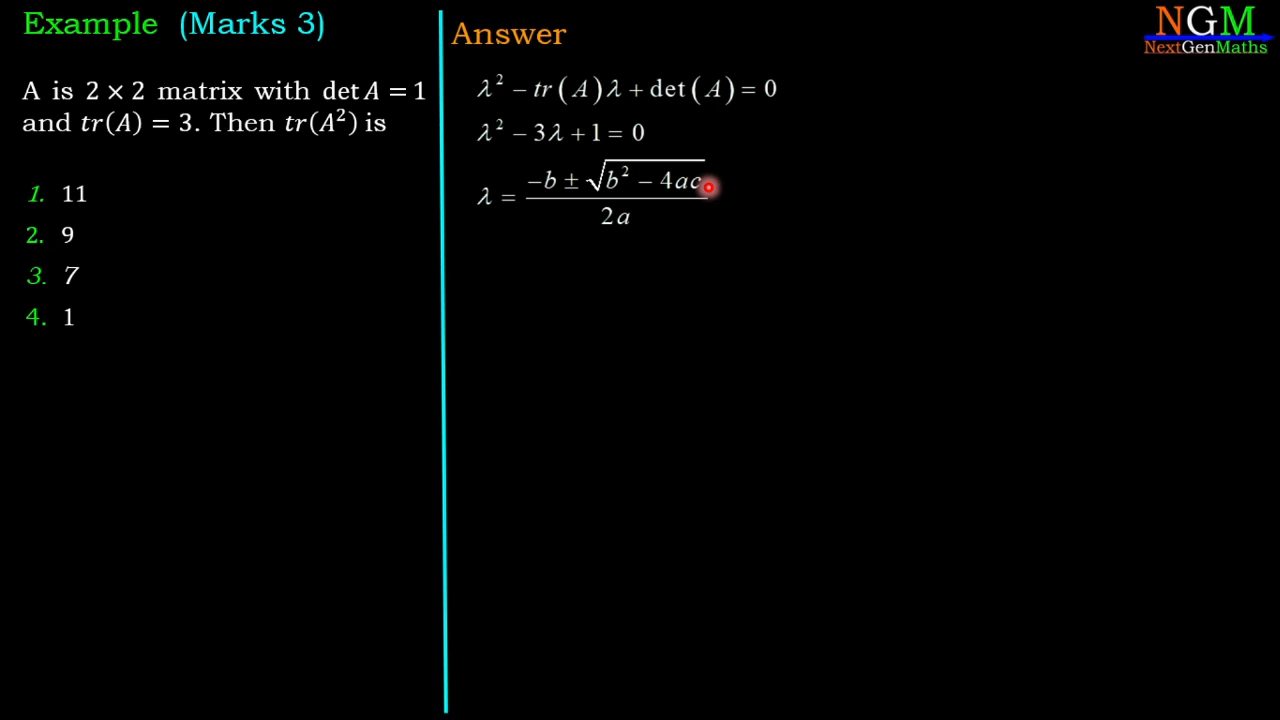 Example (Marks 3)
A is 2 × 2 matrix with det A = 1
and tr(A) = 3. Then tr(A²) is
1. 11
2. 9
3. 7
4. 1
Answer
λ² − tr(A)λ + det(A) = 0
λ² − 3λ + 1 = 0
λ = (−b ± √(b² − 4ac)) / 2a
NGM
NextGenMaths